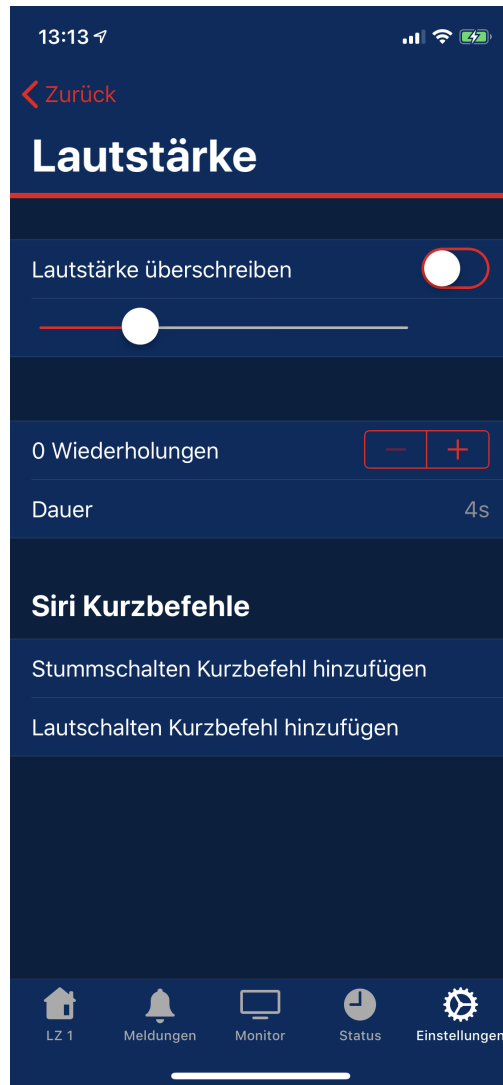 13:13
Zurück
Lautstärke
Lautstärke überschreiben
0 Wiederholungen
Dauer 4s
Siri Kurzbefehle
Stummschalten Kurzbefehl hinzufügen
Lautschalten Kurzbefehl hinzufügen
LZ 1 Meldungen Monitor Status Einstellungen